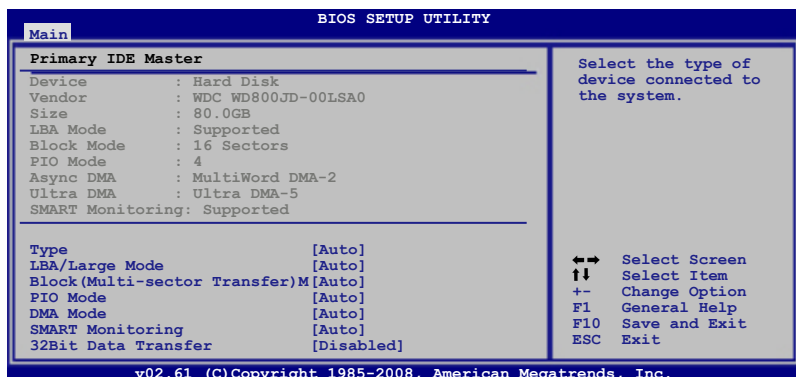 BIOS SETUP UTILITY
Main
Primary IDE Master
Device : Hard Disk
Vendor : WDC WD800JD-00LSA0
Size : 80.0GB
LBA Mode : Supported
Block Mode : 16 Sectors
PIO Mode : 4
Async DMA : MultiWord DMA-2
Ultra DMA : Ultra DMA-5
SMART Monitoring: Supported
Type [Auto]
LBA/Large Mode [Auto]
Block(Multi-sector Transfer)M[Auto]
PIO Mode [Auto]
DMA Mode [Auto]
SMART Monitoring [Auto]
32Bit Data Transfer [Disabled]
Select the type of
device connected to
the system.
←→ Select Screen
↑↓ Select Item
+- Change Option
F1 General Help
F10 Save and Exit
ESC Exit
v02.61 (C)Copyright 1985-2008, American Megatrends, Inc.